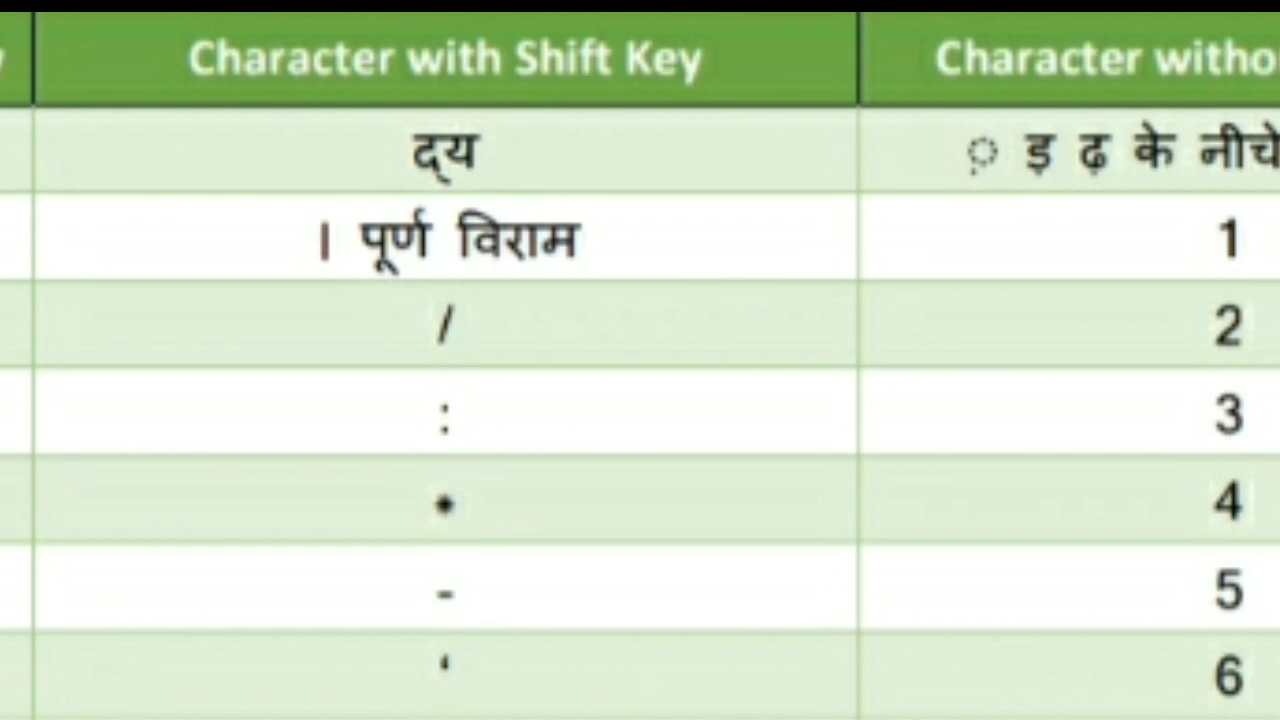 Character with Shift Key Character witho
द्‌य ़ ड़ ढ़ के नीचे
। पूर्ण विराम 1
/ 2
: 3
• 4
- 5
‘ 6